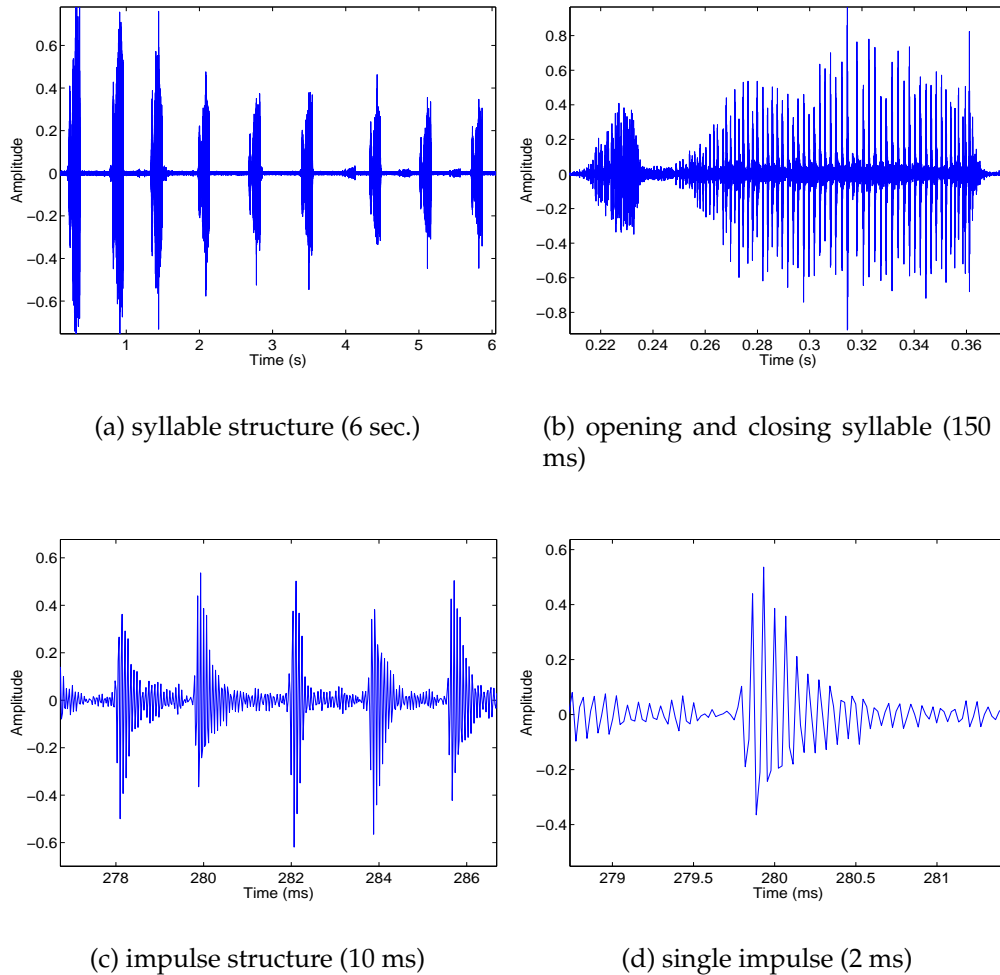 0.6
0.4
0.2
0
−0.2
−0.4
−0.6
Amplitude
1 2 3 4 5 6
Time (s)
(a) syllable structure (6 sec.)
0.8
0.6
0.4
0.2
0
−0.2
−0.4
−0.6
−0.8
Amplitude
0.22 0.24 0.26 0.28 0.3 0.32 0.34 0.36
Time (s)
(b) opening and closing syllable (150
ms)
0.6
0.4
0.2
0
−0.2
−0.4
−0.6
Amplitude
278 280 282 284 286
Time (ms)
(c) impulse structure (10 ms)
0.6
0.4
0.2
0
−0.2
−0.4
Amplitude
279 279.5 280 280.5 281
Time (ms)
(d) single impulse (2 ms)